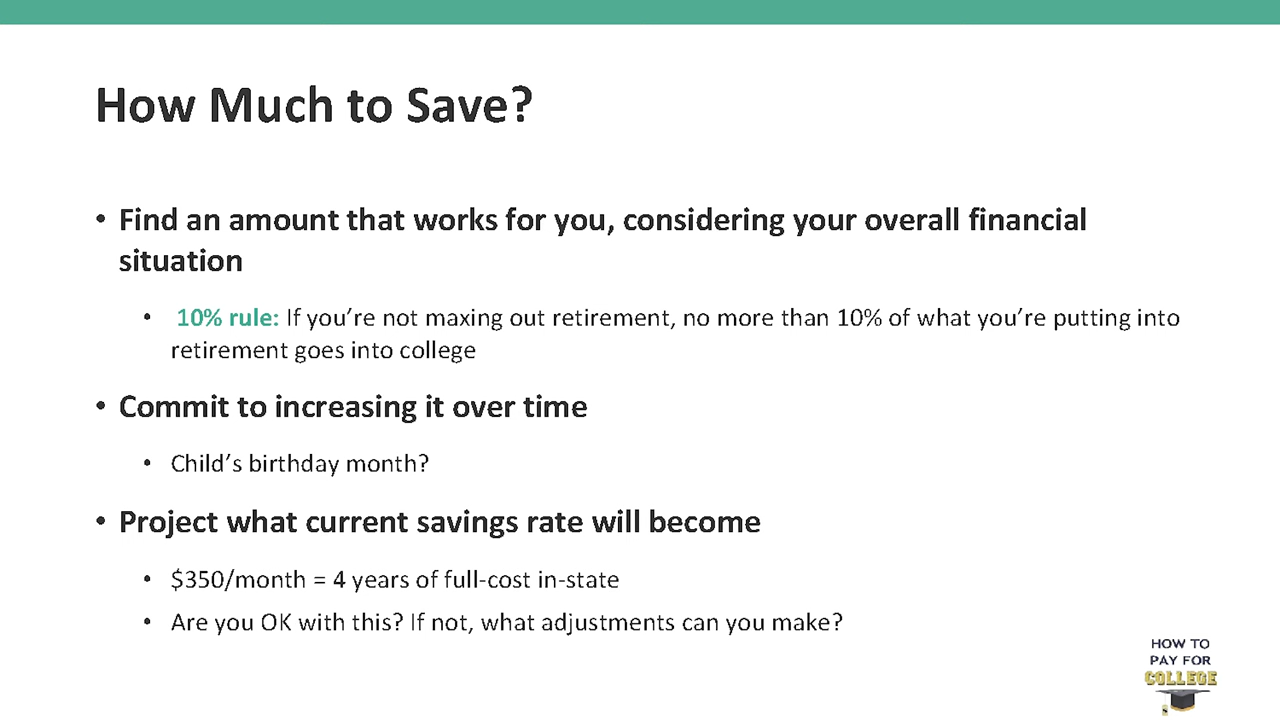 How Much to Save?
• Find an amount that works for you, considering your overall financial
situation
• 10% rule: If you’re not maxing out retirement, no more than 10% of what you’re putting into
retirement goes into college
• Commit to increasing it over time
• Child’s birthday month?
• Project what current savings rate will become
• $350/month = 4 years of full-cost in-state
• Are you OK with this? If not, what adjustments can you make?
HOW TO
PAY FOR
COLLEGE